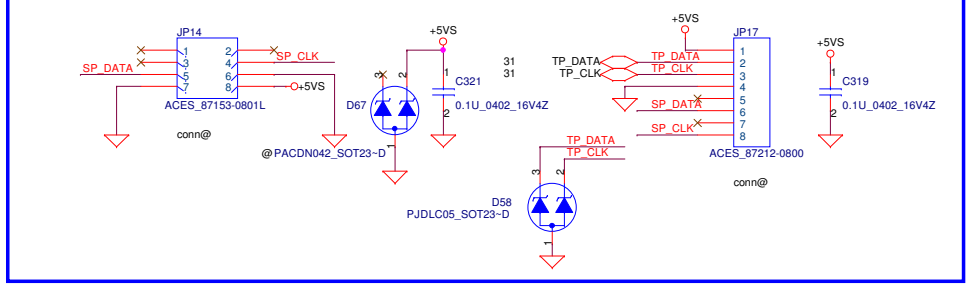 JP14
1
2
3
4
SP_CLK
SP_DATA
5
6
7
8
+5VS
ACES_87153-0801L
conn@
+5VS
3
2
1
D67
@PACDN042_SOT23~D
1
C321
0.1U_0402_16V4Z
2
+5VS
JP17
31
TP_DATA
TP_DATA
31
TP_CLK
TP_CLK
SP_DATA
SP_CLK
1
2
3
4
5
6
7
8
ACES_87212-0800
conn@
+5VS
1
C319
0.1U_0402_16V4Z
2
TP_DATA
TP_CLK
3
2
D58
PJDLC05_SOT23~D
1